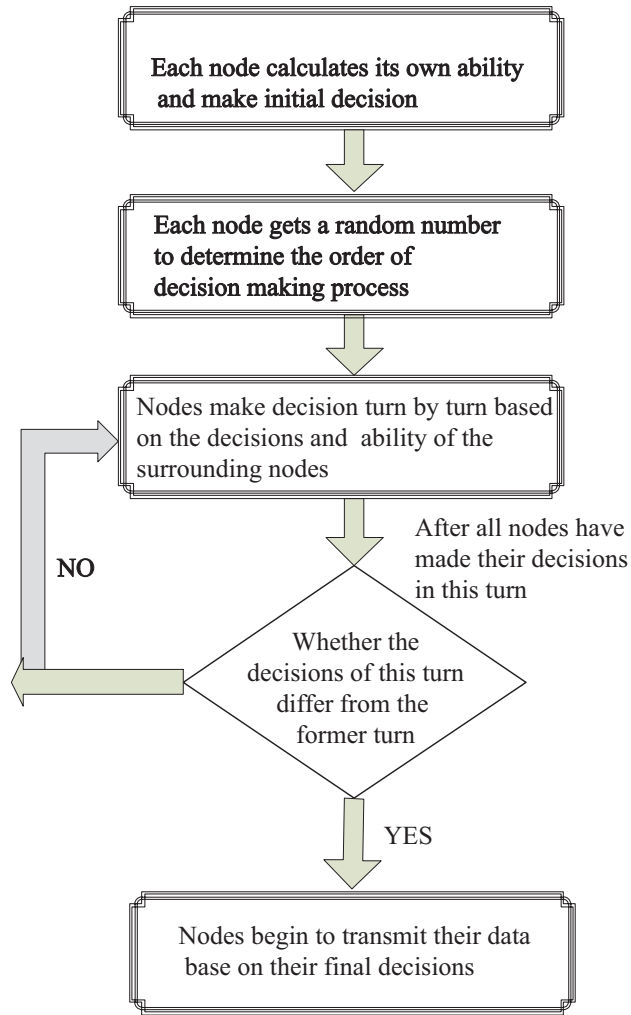 Each node calculates its own ability
and make initial decision
Each node gets a random number
to determine the order of
decision making process
Nodes make decision turn by turn based
on the decisions and ability of the
surrounding nodes
After all nodes have
made their decisions
in this turn
NO
Whether the
decisions of this turn
differ from the
former turn
YES
Nodes begin to transmit their data
base on their final decisions